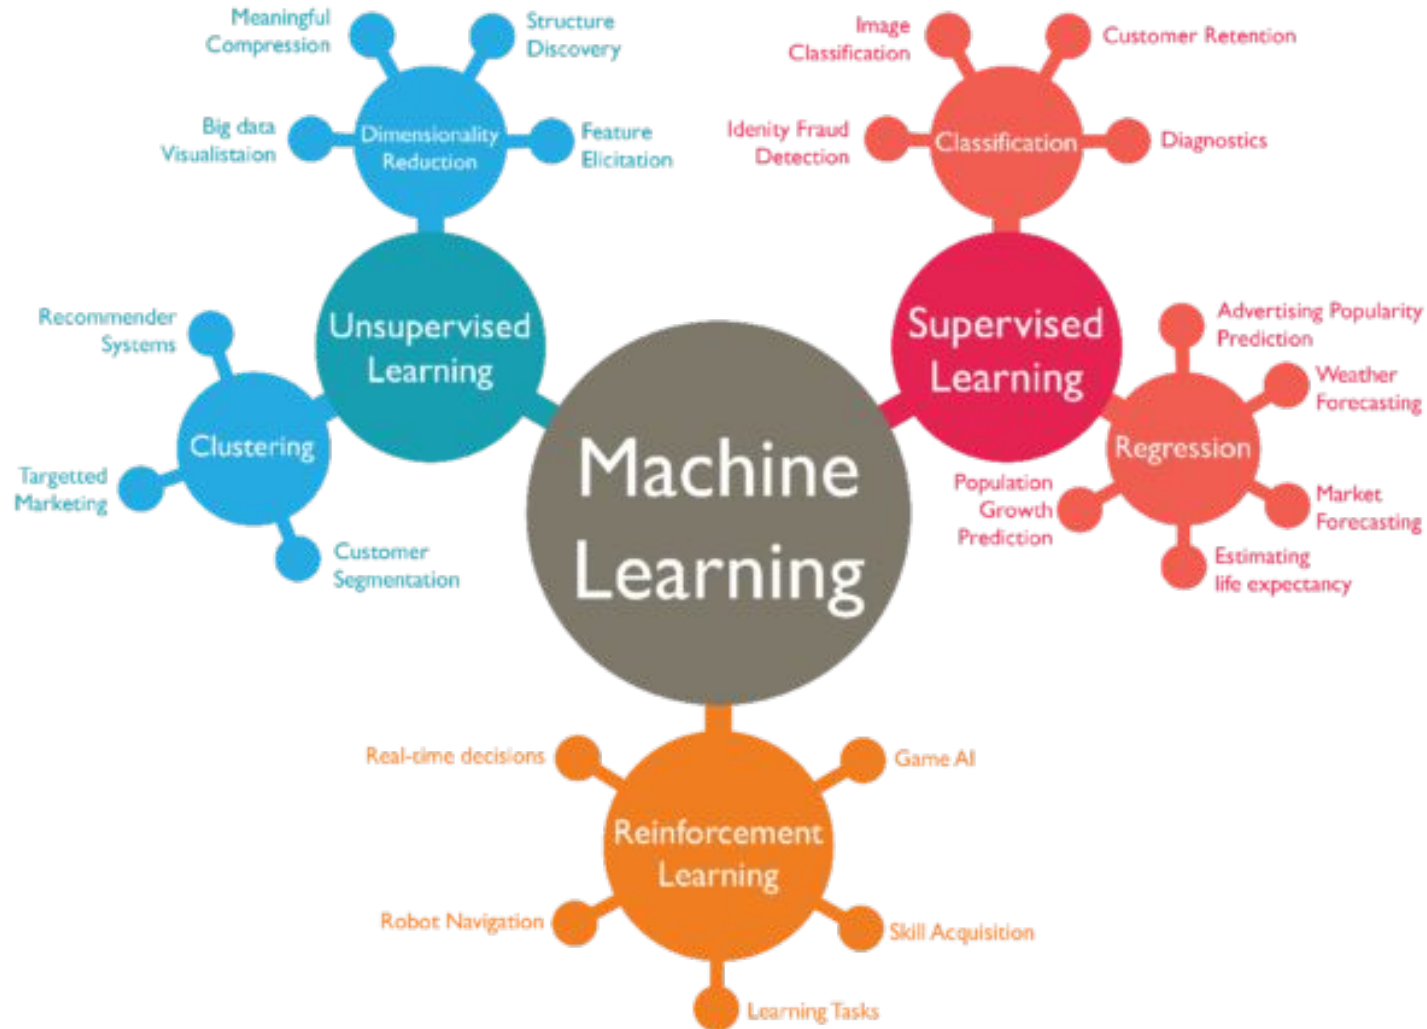 Meaningful
Compression
Structure
Discovery
Big data
Visualistaion
Dimensionality
Reduction
Feature
Elicitation
Image
Classification
Customer Retention
Idenity Fraud
Detection
Classification
Diagnostics
Recommender
Systems
Unsupervised
Learning
Clustering
Targetted
Marketing
Customer
Segmentation
Supervised
Learning
Advertising Popularity
Prediction
Weather
Forecasting
Regression
Population
Growth
Prediction
Market
Forecasting
Estimating
life expectancy
Machine
Learning
Real-time decisions
Game AI
Reinforcement
Learning
Robot Navigation
Skill Acquisition
Learning Tasks